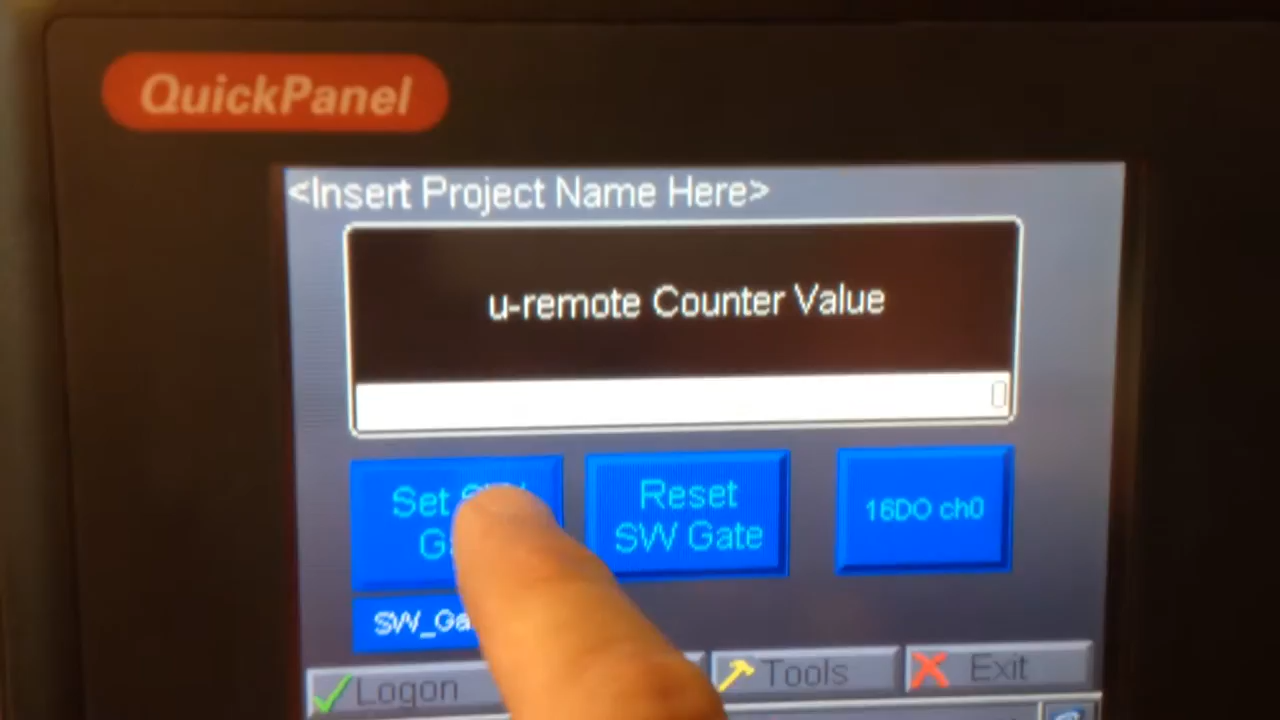 QuickPanel
<Insert Project Name Here>
u-remote Counter Value
0
Set
Reset
SW Gate
16DO ch0
Logon
Tools
Exit